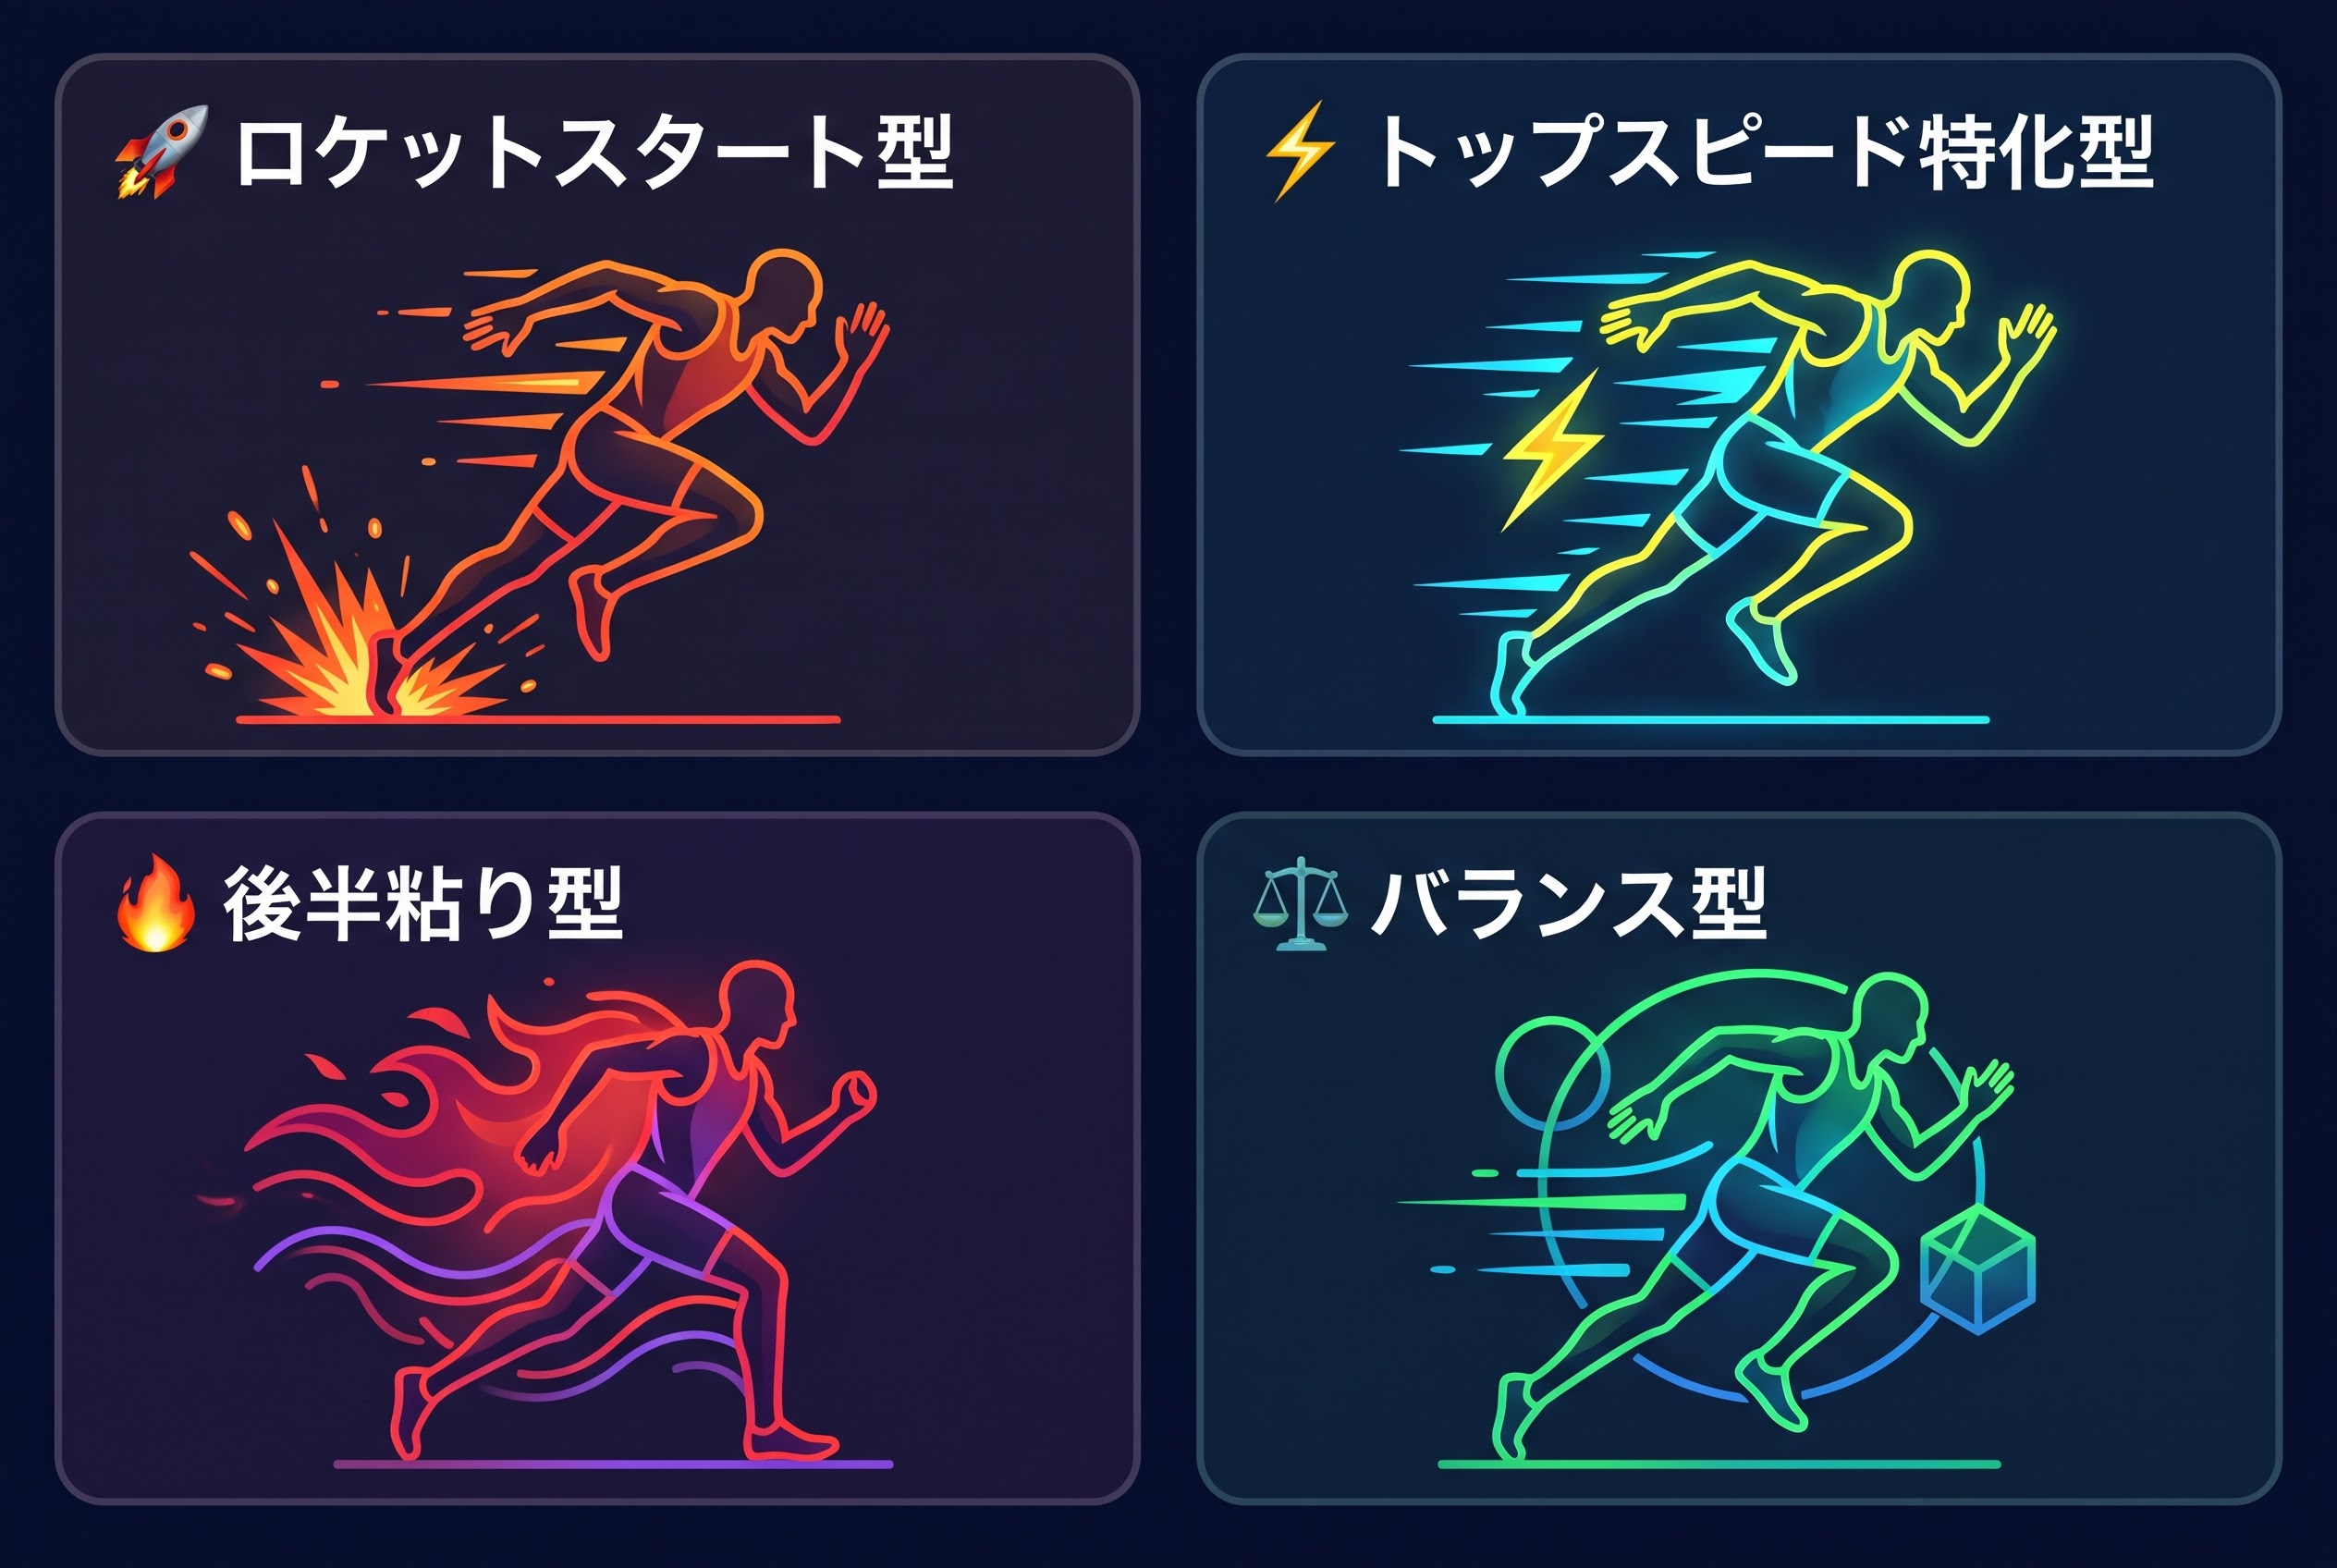 ロケットスタート型
トップスピード特化型
後半粘り型
バランス型